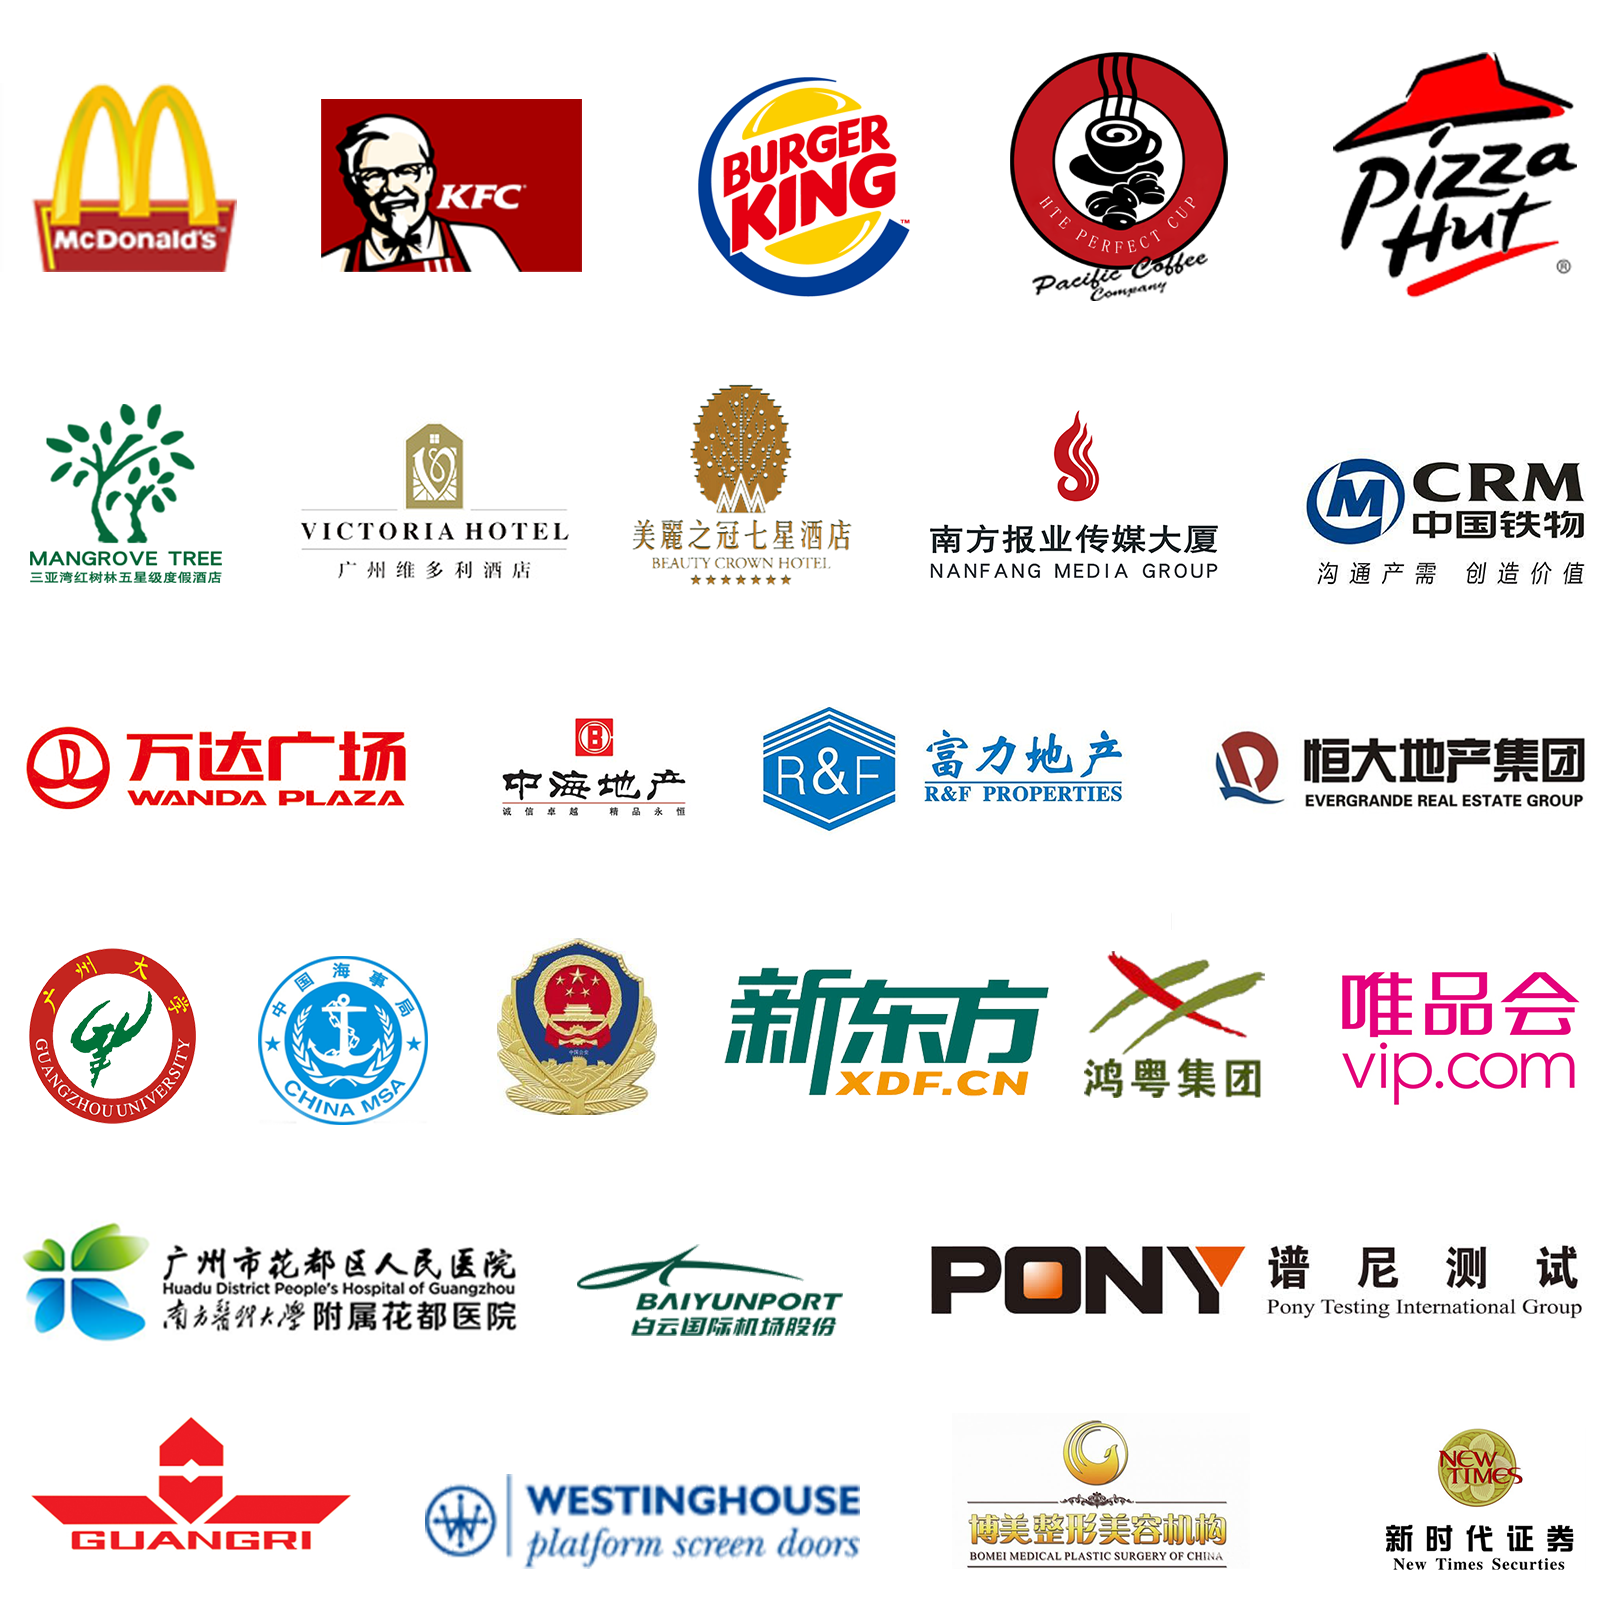 McDonald's™
KFC
BURGER
KING™
HTE PERFECT CUP
Pacific Coffee
Company
Pizza
Hut®
MANGROVE TREE
三亚湾红树林五星级度假酒店
VICTORIA HOTEL
广州维多利酒店
美麗之冠七星酒店
BEAUTY CROWN HOTEL
南方报业传媒大厦
NANFANG MEDIA GROUP
M CRM
中国铁物
沟通产需 创造价值
万达广场
WANDA PLAZA
中海地产
诚信卓越 精品永恒
R&F
富力地产
R&F PROPERTIES
恒大地产集团
EVERGRANDE REAL ESTATE GROUP
广州大学
GUANGZHOU UNIVERSITY
中国海事局
CHINA MSA
新东方
XDF.CN
鸿粤集团
唯品会
vip.com
广州市花都区人民医院
Huadu District People's Hospital of Guangzhou
南方醫科大學附属花都医院
BAIYUNPORT
白云国际机场股份
PONY
谱尼测试
Pony Testing International Group
GUANGRI
W
WESTINGHOUSE
platform screen doors
博美整形美容机构
BOMEI MEDICAL PLASTIC SURGERY OF CHINA
NEW
TIMES
新时代证券
New Times Securties